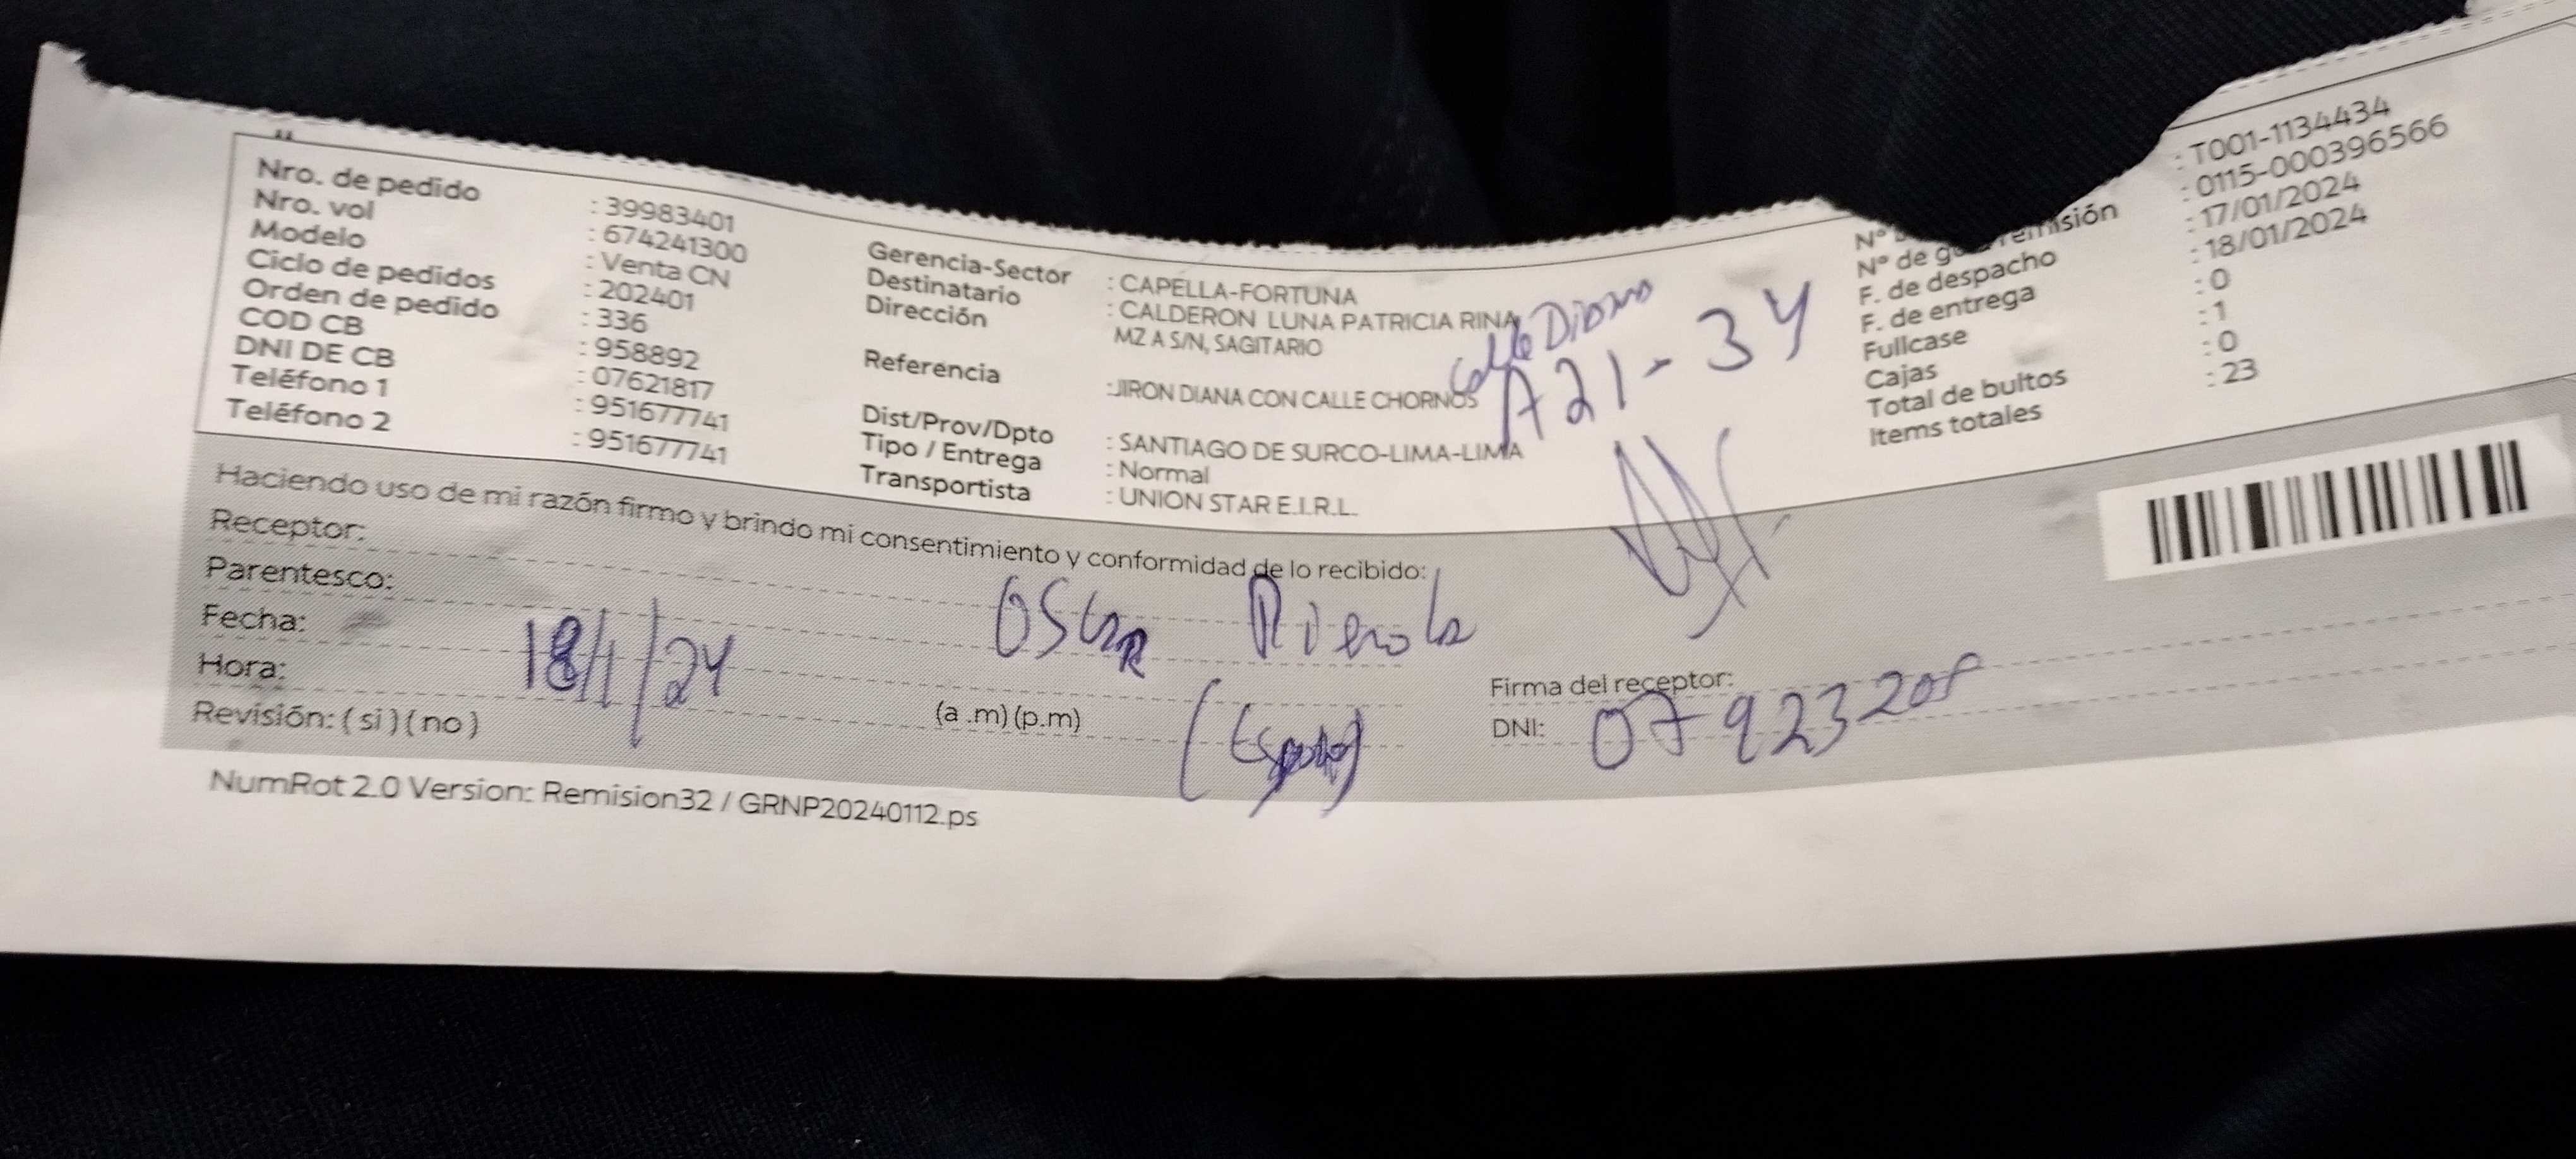 Nro. de pedido : 39983401
Nro. vol : 674241300
Modelo : Venta CN
Ciclo de pedidos : 202401
Orden de pedido : 336
COD CB : 958892
DNI DE CB : 07621817
Teléfono 1 : 951677741
Teléfono 2 : 951677741
Gerencia-Sector : CAPELLA-FORTUNA
Destinatario : CALDERON LUNA PATRICIA RINA
Dirección MZ A S/N, SAGITARIO
Referencia :JIRON DIANA CON CALLE CHORNOS
Dist/Prov/Dpto : SANTIAGO DE SURCO-LIMA-LIMA
Tipo / Entrega : Normal
Transportista : UNION STAR E.I.R.L.
Calle
A21-34
Nº : T001-1134434
Nº de remisión : 0115-000396566
F. de despacho : 17/01/2024
F. de entrega : 18/01/2024
Fullcase : 0
Cajas : 1
Total de bultos : 0
Items totales : 23
Haciendo uso de mi razón firmo y brindo mi consentimiento y conformidad de lo recibido:
Receptor:
Parentesco: OSCAR
Fecha: 18/1/24
Hora: (a .m) (p.m)
Revisión: ( si ) ( no )
Firma del receptor:
DNI: 07923208
NumRot 2.0 Version: Remision32 / GRNP20240112.ps